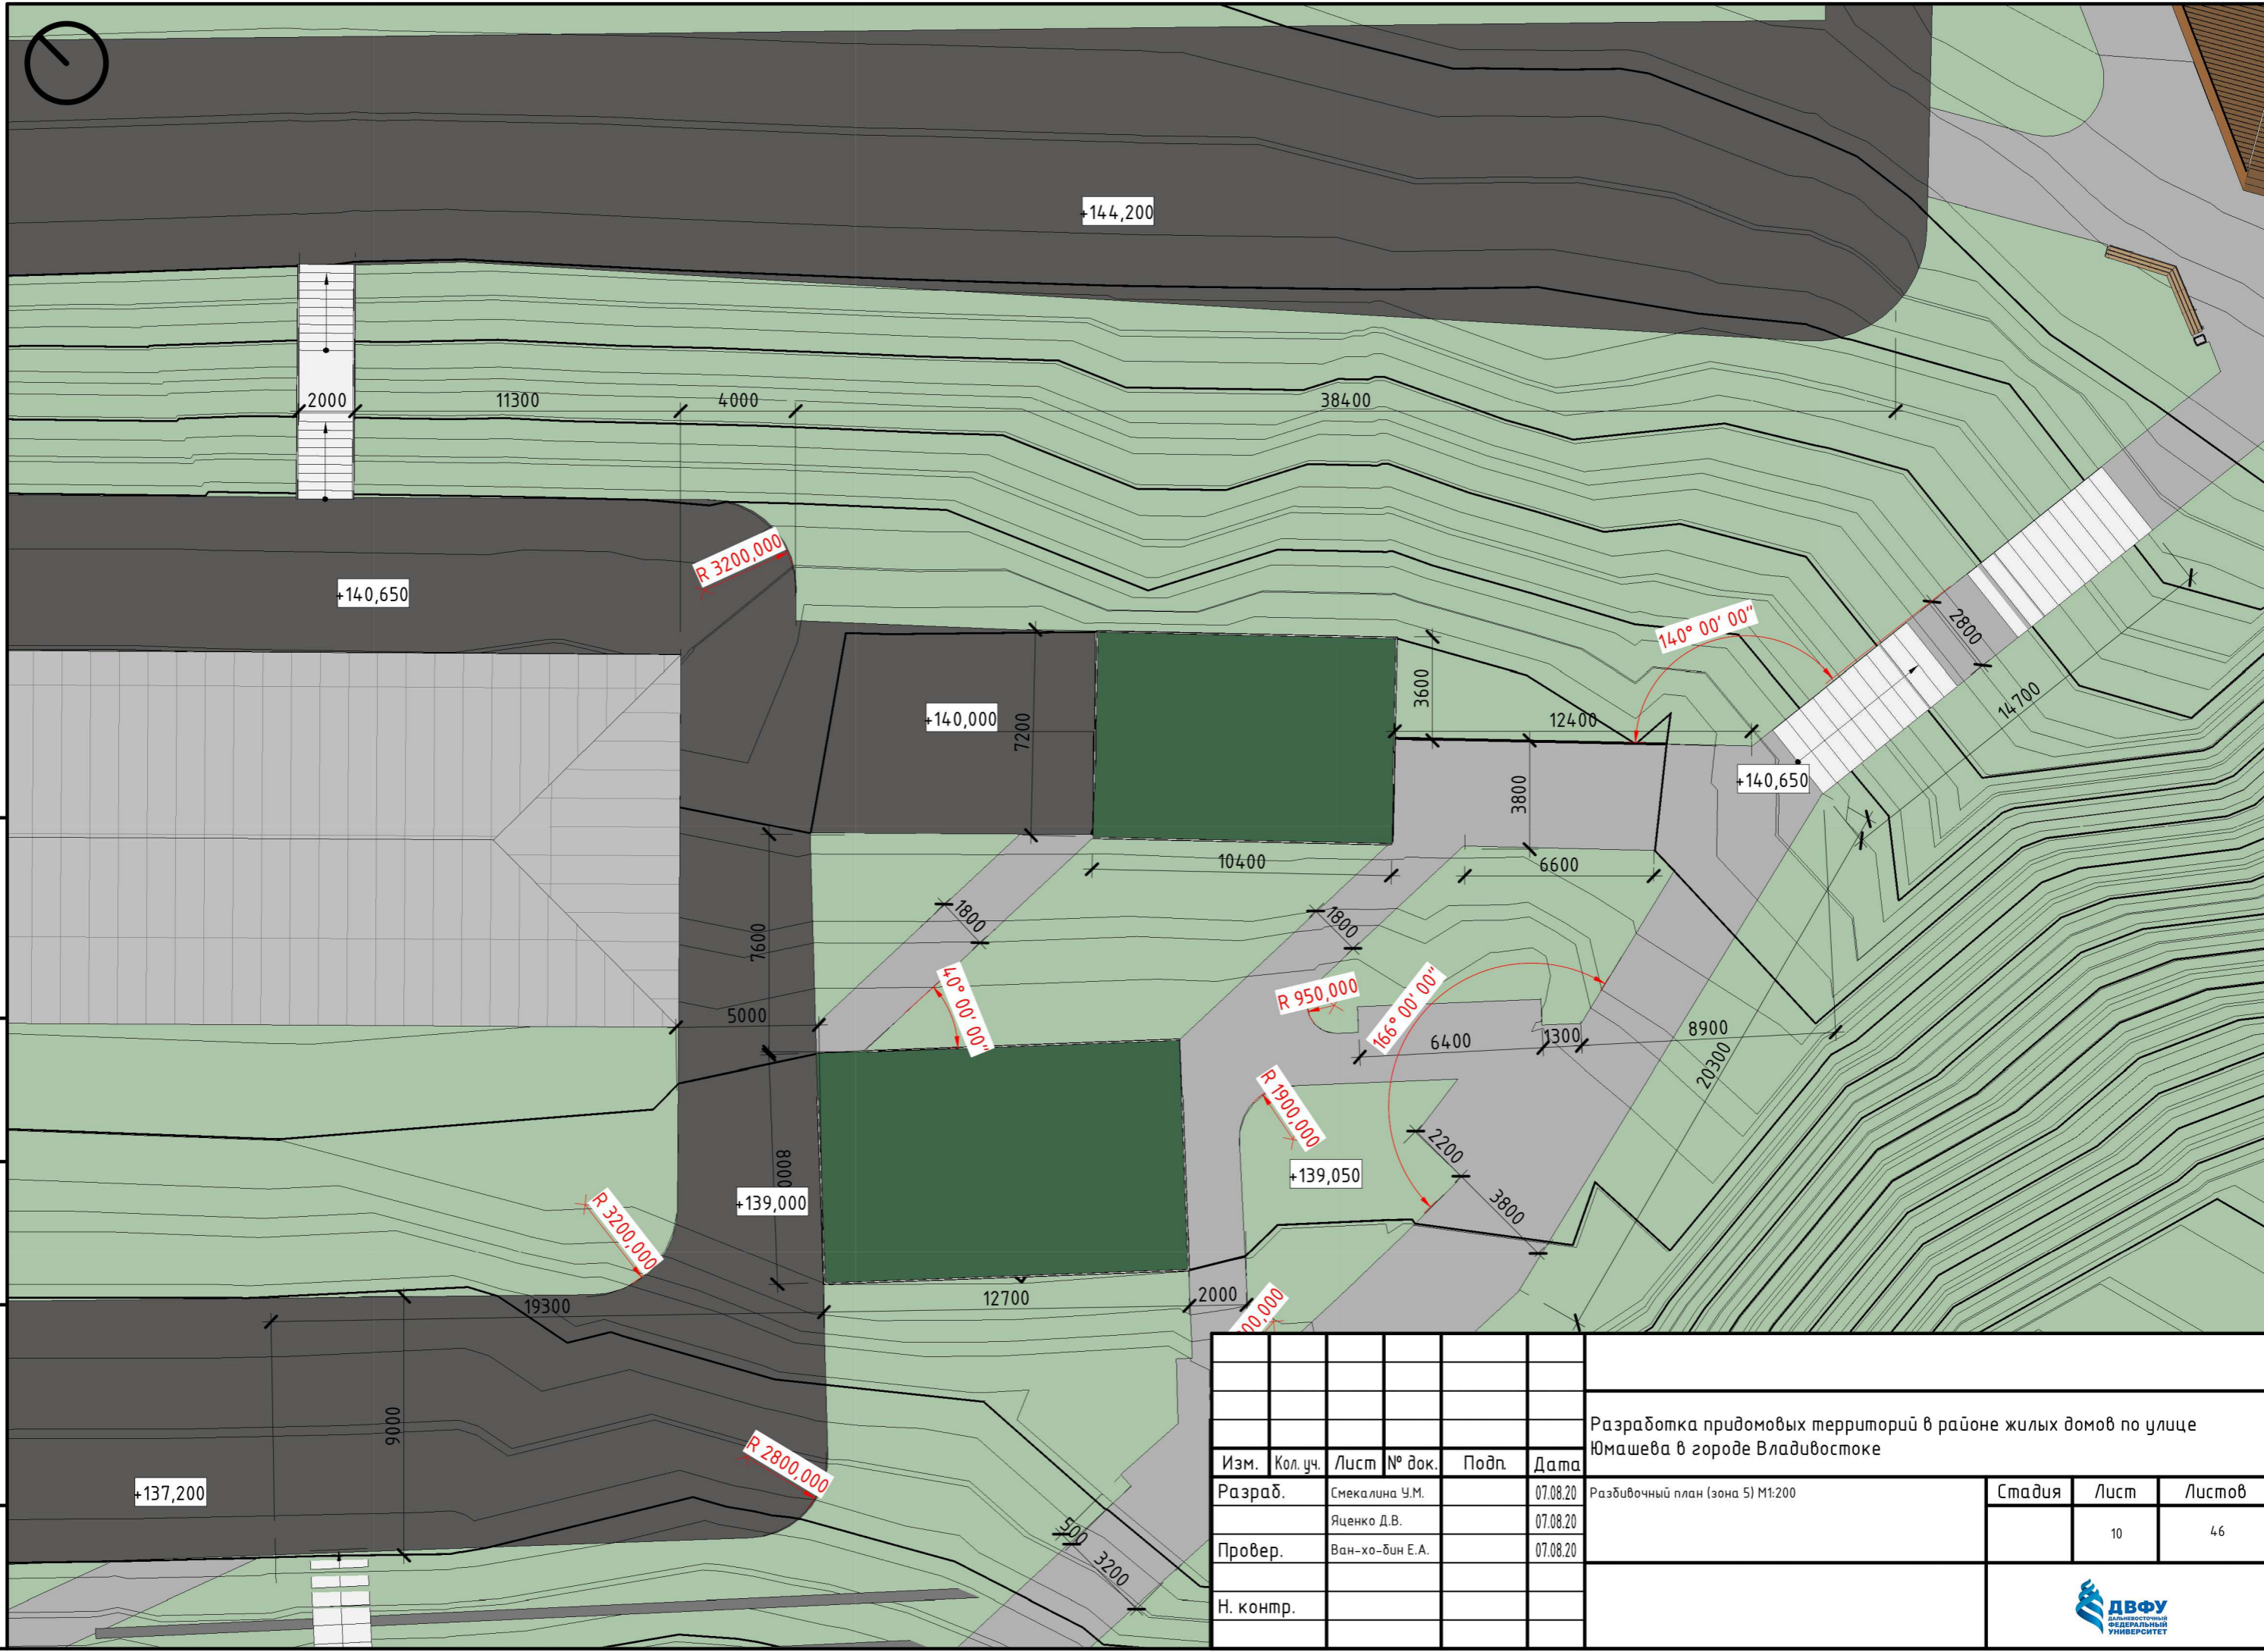 +144,200
2000
11300
4000
38400
R 3200,000
+140,650
140° 00' 00"
2800
14700
3600
12400
+140,000
7200
+140,650
3800
10400
6600
7600
1800
1800
40° 00' 00"
R 950,000
166° 00' 00"
5000
6400
1300
8900
20300
R 1900,000
2200
+139,050
8000
+139,000
3800
R 3200,000
19300
12700
2000
00,000
9000
R 2800,000
+137,200
500
3200
Разработка придомовых территорий в районе жилых домов по улице
Юмашева в городе Владивостоке
Изм. Кол. уч. Лист № док. Подп. Дата
Разраб. Смекалина У.М. 07.08.20
Разбивочный план (зона 5) М1:200
Стадия Лист Листов
Яценко Д.В. 07.08.20
10 46
Провер. Ван-хо-бин Е.А. 07.08.20
Н. контр.
ДВФУ
ДАЛЬНЕВОСТОЧНЫЙ
ФЕДЕРАЛЬНЫЙ
УНИВЕРСИТЕТ